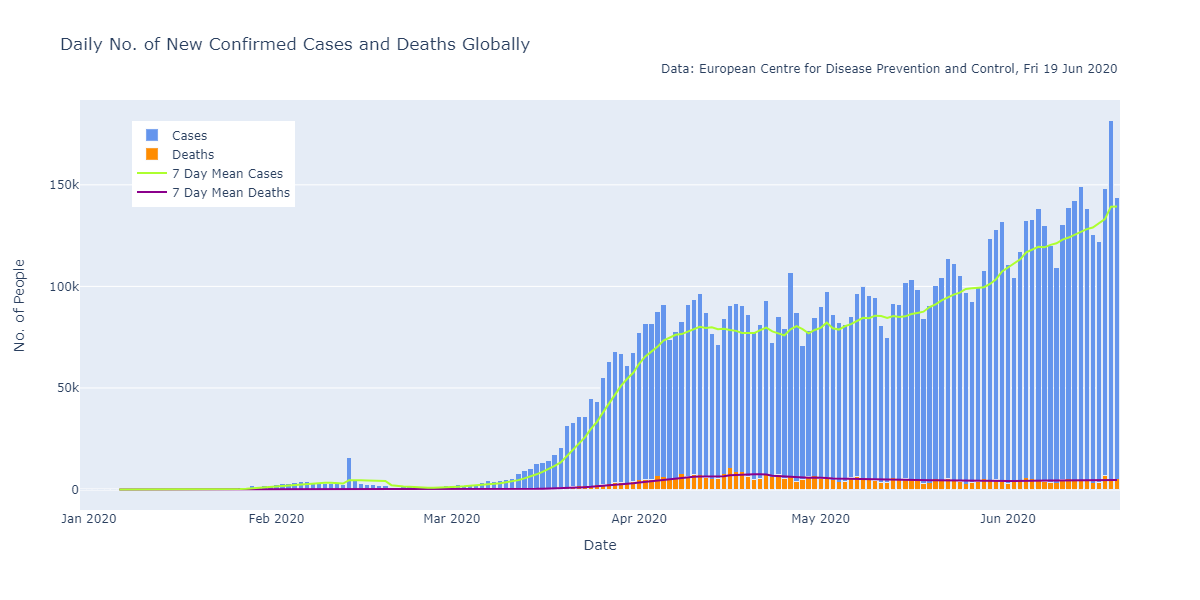 Daily No. of New Confirmed Cases and Deaths Globally
Data: European Centre for Disease Prevention and Control, Fri 19 Jun 2020
Cases
Deaths
7 Day Mean Cases
7 Day Mean Deaths
No. of People
150k
100k
50k
0
Jan 2020 Feb 2020 Mar 2020 Apr 2020 May 2020 Jun 2020
Date